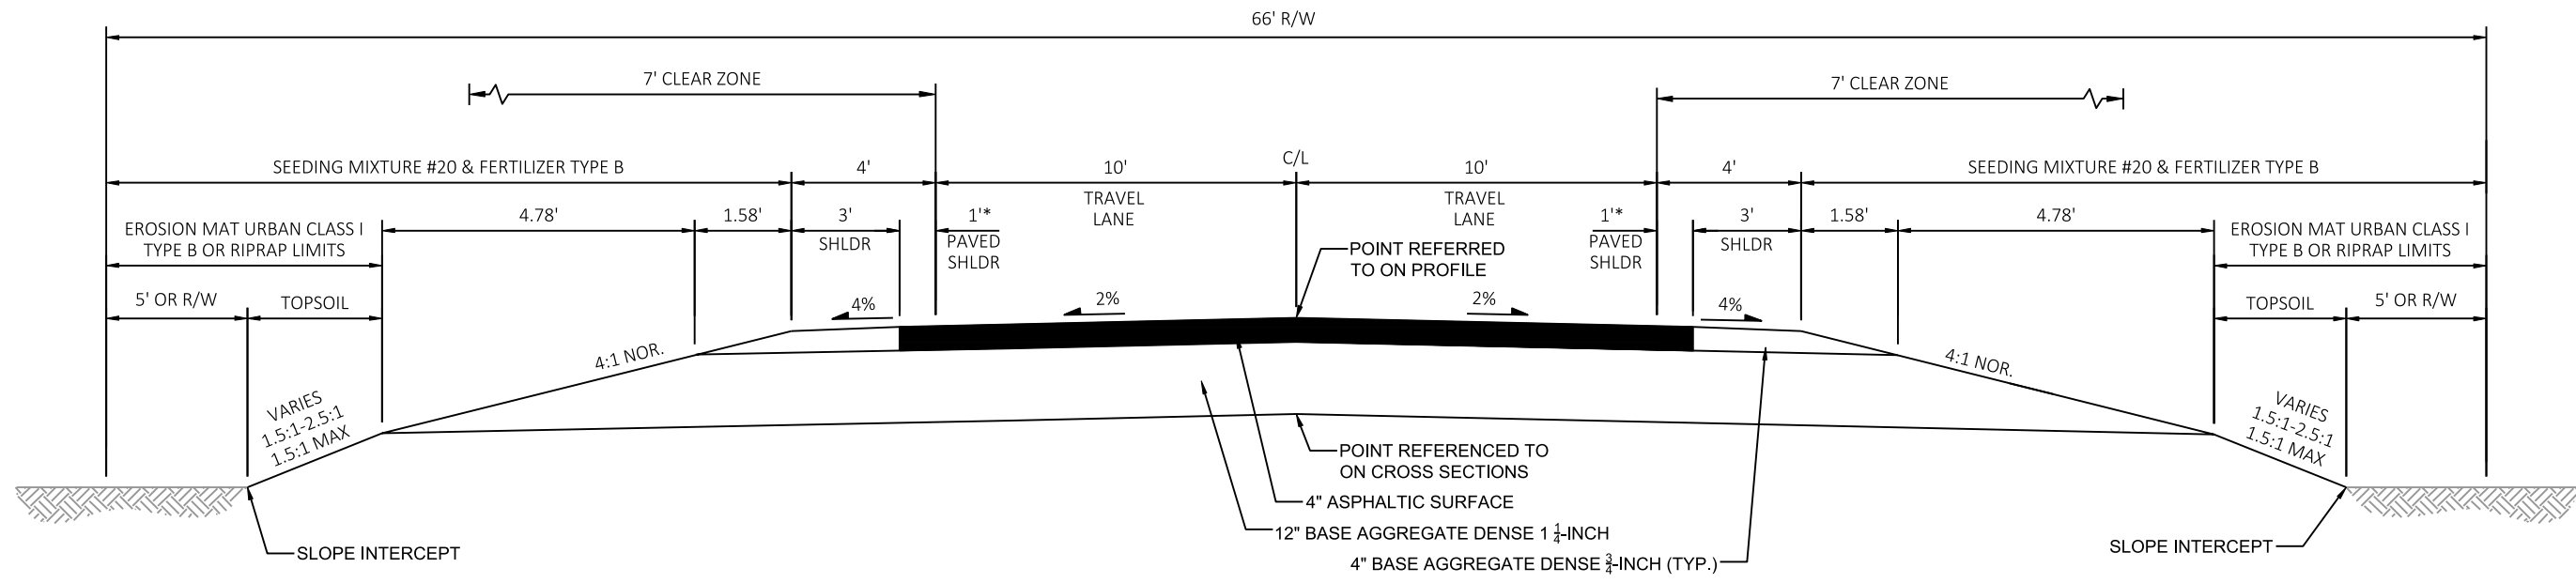 66' R/W
7' CLEAR ZONE
7' CLEAR ZONE
SEEDING MIXTURE #20 & FERTILIZER TYPE B
4'
10'
C/L
10'
4'
SEEDING MIXTURE #20 & FERTILIZER TYPE B
TRAVEL
LANE
TRAVEL
LANE
EROSION MAT URBAN CLASS I
TYPE B OR RIPRAP LIMITS
4.78'
1.58'
3'
SHLDR
1'*
PAVED
SHLDR
1'*
PAVED
SHLDR
3'
SHLDR
1.58'
4.78'
EROSION MAT URBAN CLASS I
TYPE B OR RIPRAP LIMITS
POINT REFERRED
TO ON PROFILE
5' OR R/W
TOPSOIL
4%
2%
2%
4%
TOPSOIL
5' OR R/W
4:1 NOR.
4:1 NOR.
VARIES
1.5:1-2.5:1
1.5:1 MAX
VARIES
1.5:1-2.5:1
1.5:1 MAX
POINT REFERENCED TO
ON CROSS SECTIONS
4" ASPHALTIC SURFACE
12" BASE AGGREGATE DENSE 1 1/4-INCH
4" BASE AGGREGATE DENSE 3/4-INCH (TYP.)
SLOPE INTERCEPT
SLOPE INTERCEPT